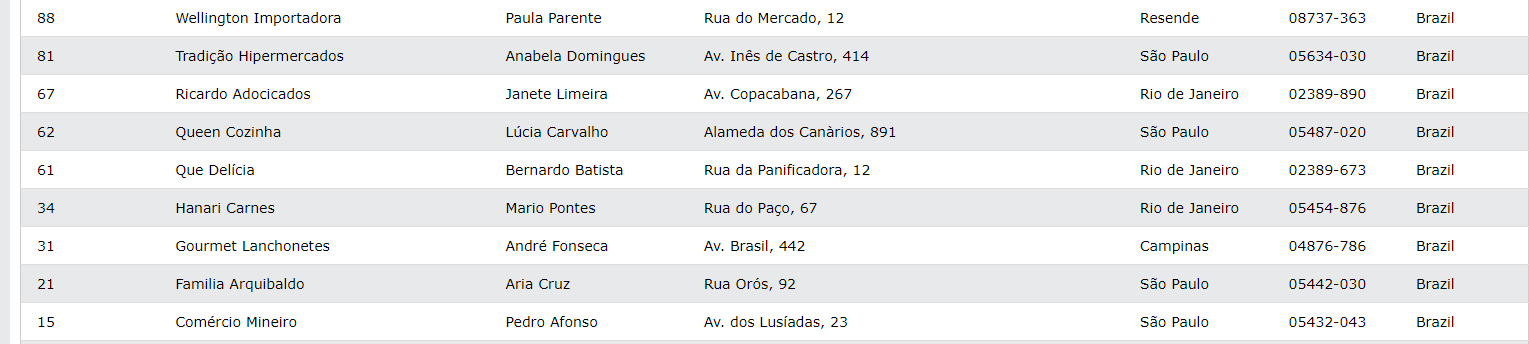 88 Wellington Importadora Paula Parente Rua do Mercado, 12 Resende 08737-363 Brazil
81 Tradição Hipermercados Anabela Domingues Av. Inês de Castro, 414 São Paulo 05634-030 Brazil
67 Ricardo Adocicados Janete Limeira Av. Copacabana, 267 Rio de Janeiro 02389-890 Brazil
62 Queen Cozinha Lúcia Carvalho Alameda dos Canàrios, 891 São Paulo 05487-020 Brazil
61 Que Delícia Bernardo Batista Rua da Panificadora, 12 Rio de Janeiro 02389-673 Brazil
34 Hanari Carnes Mario Pontes Rua do Paço, 67 Rio de Janeiro 05454-876 Brazil
31 Gourmet Lanchonetes André Fonseca Av. Brasil, 442 Campinas 04876-786 Brazil
21 Familia Arquibaldo Aria Cruz Rua Orós, 92 São Paulo 05442-030 Brazil
15 Comércio Mineiro Pedro Afonso Av. dos Lusíadas, 23 São Paulo 05432-043 Brazil